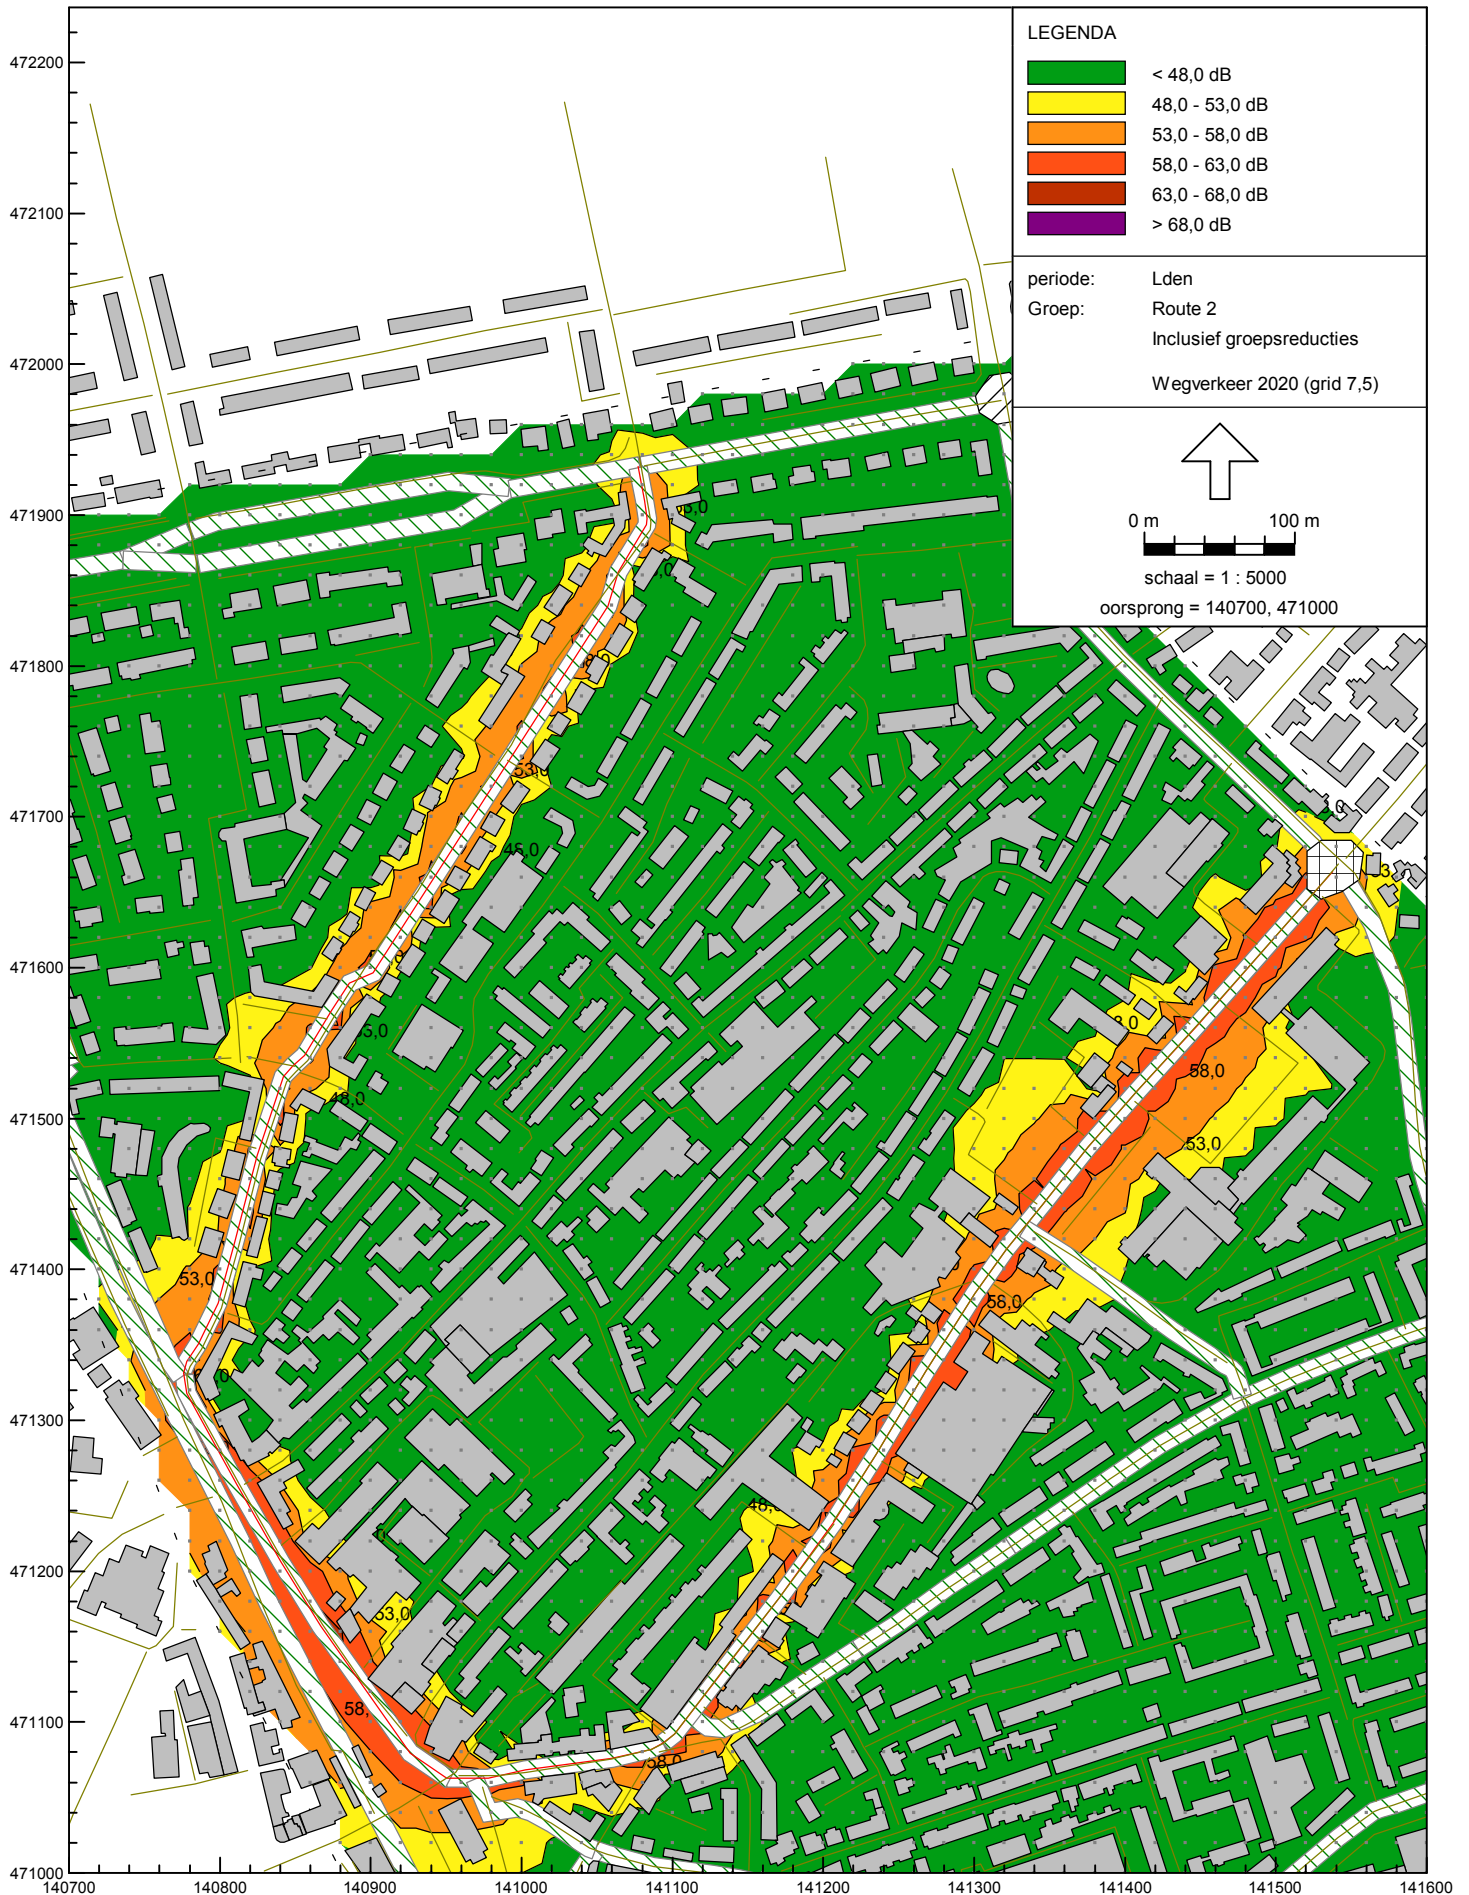 LEGENDA
< 48,0 dB
48,0 - 53,0 dB
53,0 - 58,0 dB
58,0 - 63,0 dB
63,0 - 68,0 dB
> 68,0 dB
periode: Lden
Groep: Route 2
Inclusief groepsreducties
Wegverkeer 2020 (grid 7,5)
0 m 100 m
schaal = 1 : 5000
oorsprong = 140700, 471000
472200
472100
472000
471900
471800
471700
471600
471500
471400
471300
471200
471100
471000
140700 140800 140900 141000 141100 141200 141300 141400 141500 141600
53,0
45,0
48,0
58,0
53,0
53,0
58,0
48,
53,0
58,
58,0